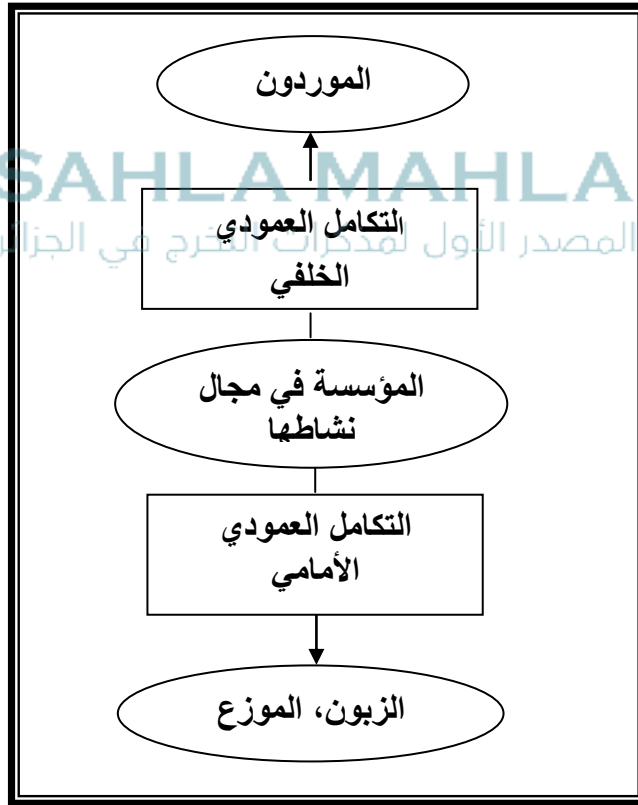 الموردون
SAHLA MAHLA
المصدر الأول لمذكرات التخرج في الجزائر
التكامل العمودي
الخلفي
المؤسسة في مجال
نشاطها
التكامل العمودي
الأمامي
الزبون، الموزع